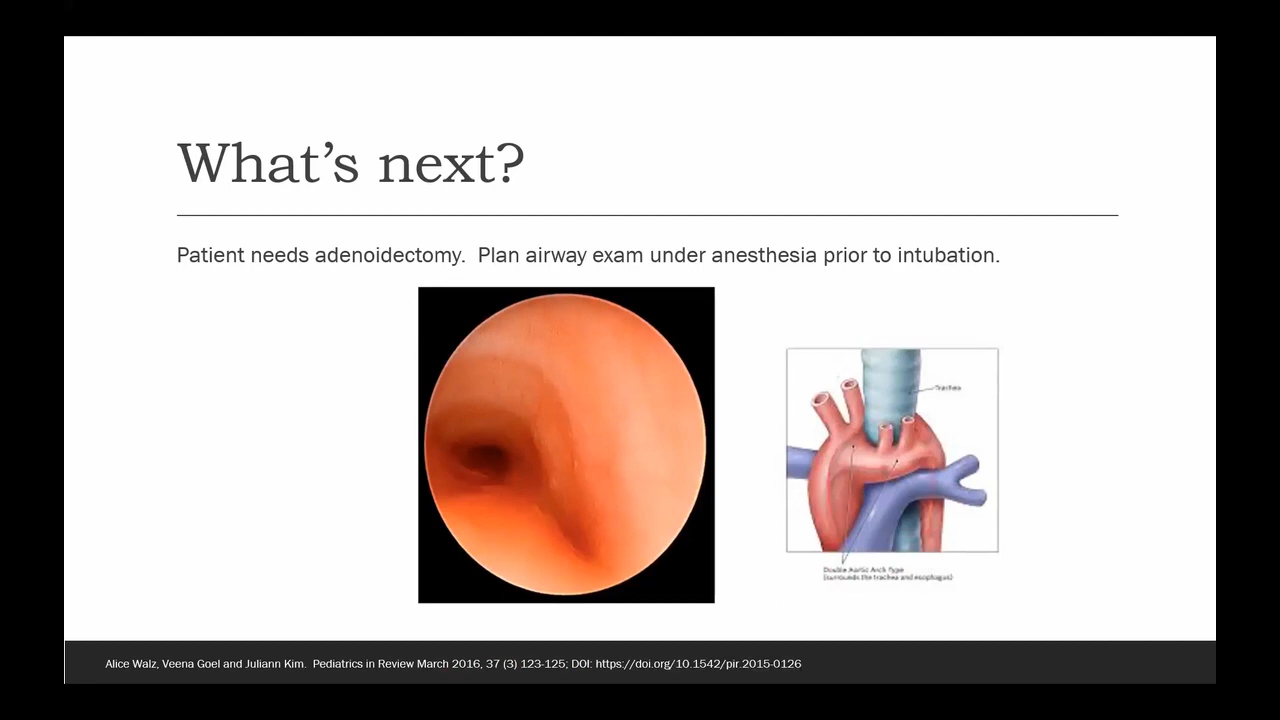 What's next?
Patient needs adenoidectomy.  Plan airway exam under anesthesia prior to intubation.
Trachea
Double Aortic Arch Type
(surrounds the trachea and esophagus)
Alice Walz, Veena Goel and Juliann Kim.  Pediatrics in Review March 2016, 37 (3) 123-125; DOI: https://doi.org/10.1542/pir.2015-0126